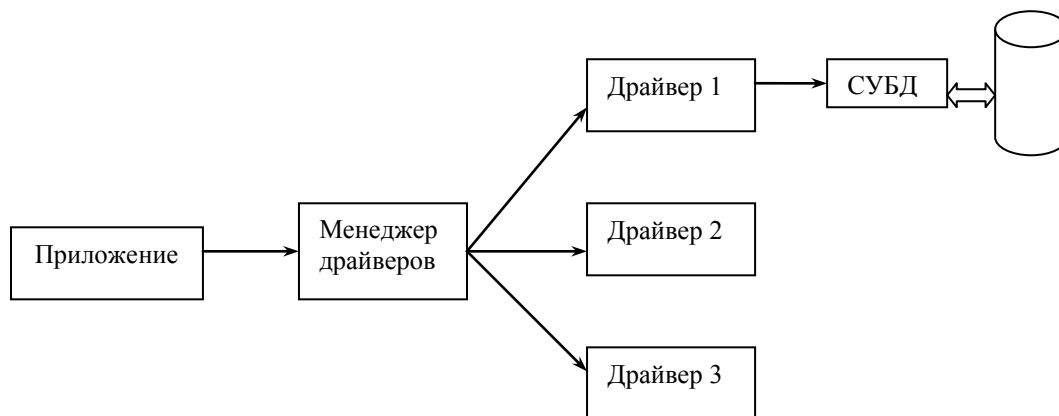 Драйвер 1
СУБД
Приложение
Менеджер
драйверов
Драйвер 2
Драйвер 3